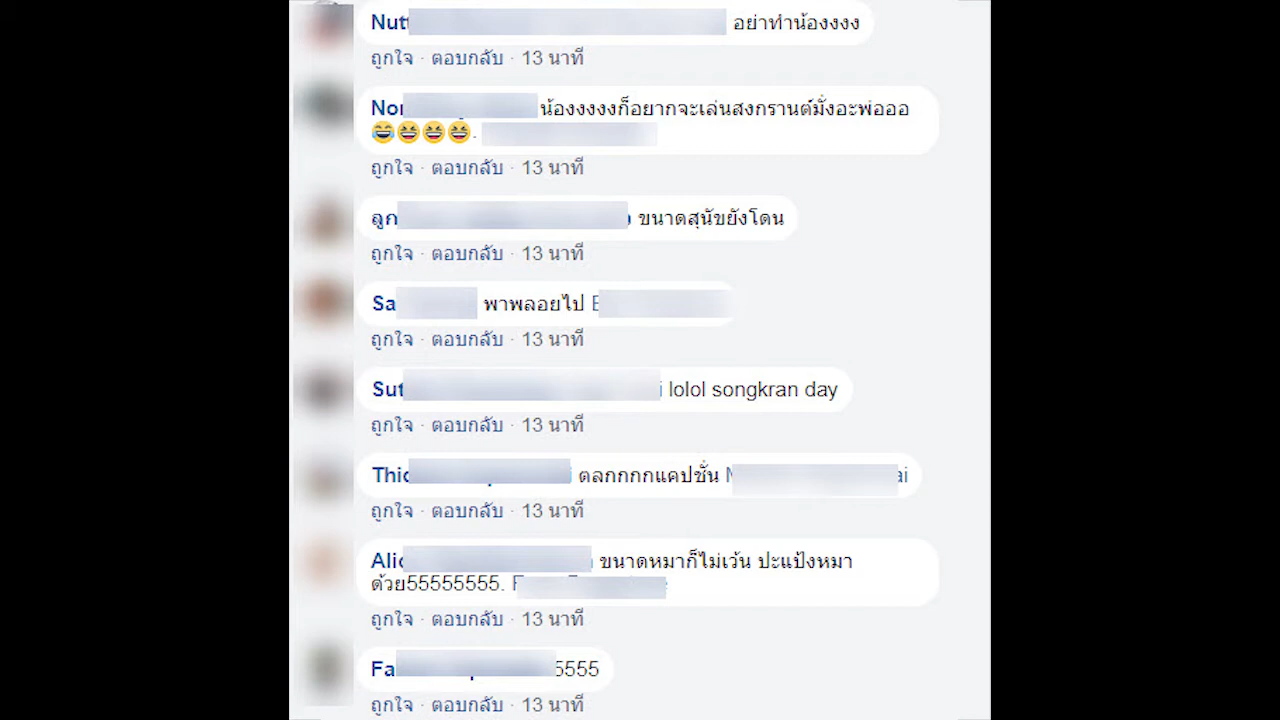 Nutt อย่าทำน้องงงง
ถูกใจ · ตอบกลับ · 13 นาที
Nor น้องงงงงก็อยากจะเล่นสงกรานต์มั่งอะพ่อออ
😂😆😆😆.
ถูกใจ · ตอบกลับ · 13 นาที
ลูก ขนาดสุนัขยังโดน
ถูกใจ · ตอบกลับ · 13 นาที
Sa พาพลอยไป
ถูกใจ · ตอบกลับ · 13 นาที
Sut lolol songkran day
ถูกใจ · ตอบกลับ · 13 นาที
Thic ตลกกกกแคปชั่น
ถูกใจ · ตอบกลับ · 13 นาที
Alic ขนาดหมาก็ไม่เว้น ปะแป้งหมา
ด้วย55555555.
ถูกใจ · ตอบกลับ · 13 นาที
Fa 5555
ถูกใจ · ตอบกลับ · 13 นาที